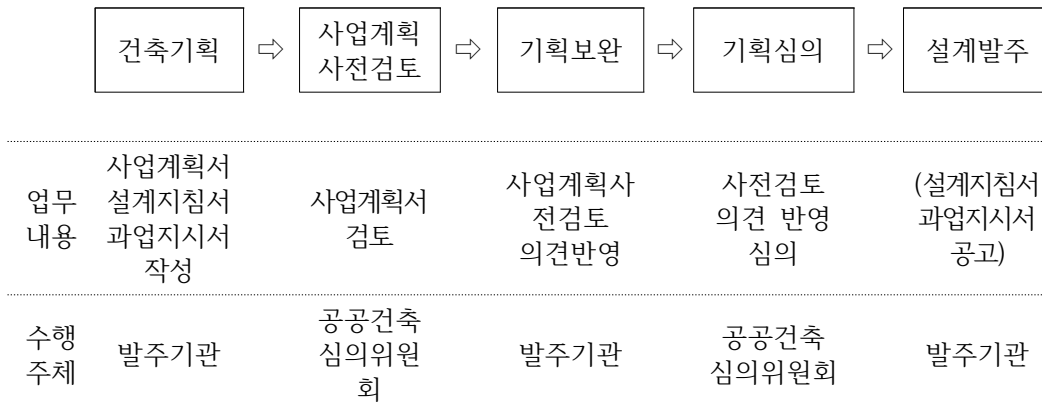 건축기획 ⇨ 사업계획 사전검토 ⇨ 기획보완 ⇨ 기획심의 ⇨ 설계발주
업무
내용
사업계획서
설계지침서
과업지시서
작성
사업계획서
검토
사업계획사
전검토
의견반영
사전검토
의견 반영
심의
(설계지침서
과업지시서
공고)
수행
주체
발주기관
공공건축
심의위원
회
발주기관
공공건축
심의위원회
발주기관